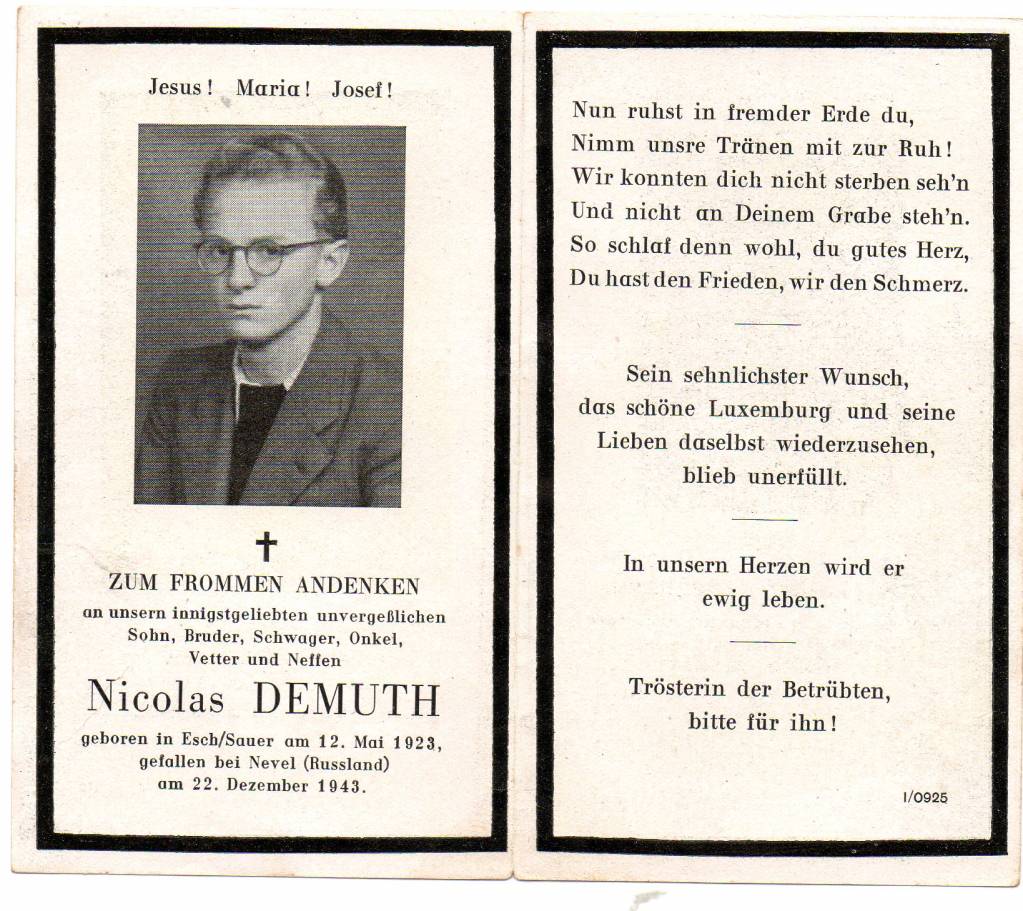 Jesus! Maria! Josef!
ZUM FROMMEN ANDENKEN
an unsern innigstgeliebten unvergeßlichen
Sohn, Bruder, Schwager, Onkel,
Vetter und Neffen
Nicolas DEMUTH
geboren in Esch/Sauer am 12. Mai 1923,
gefallen bei Nevel (Russland)
am 22. Dezember 1943.
Nun ruhst in fremder Erde du,
Nimm unsre Tränen mit zur Ruh!
Wir konnten dich nicht sterben seh'n
Und nicht an Deinem Grabe steh'n.
So schlaf denn wohl, du gutes Herz,
Du hast den Frieden, wir den Schmerz.
Sein sehnlichster Wunsch,
das schöne Luxemburg und seine
Lieben daselbst wiederzusehen,
blieb unerfüllt.
In unsern Herzen wird er
ewig leben.
Trösterin der Betrübten,
bitte für ihn!
I/0925